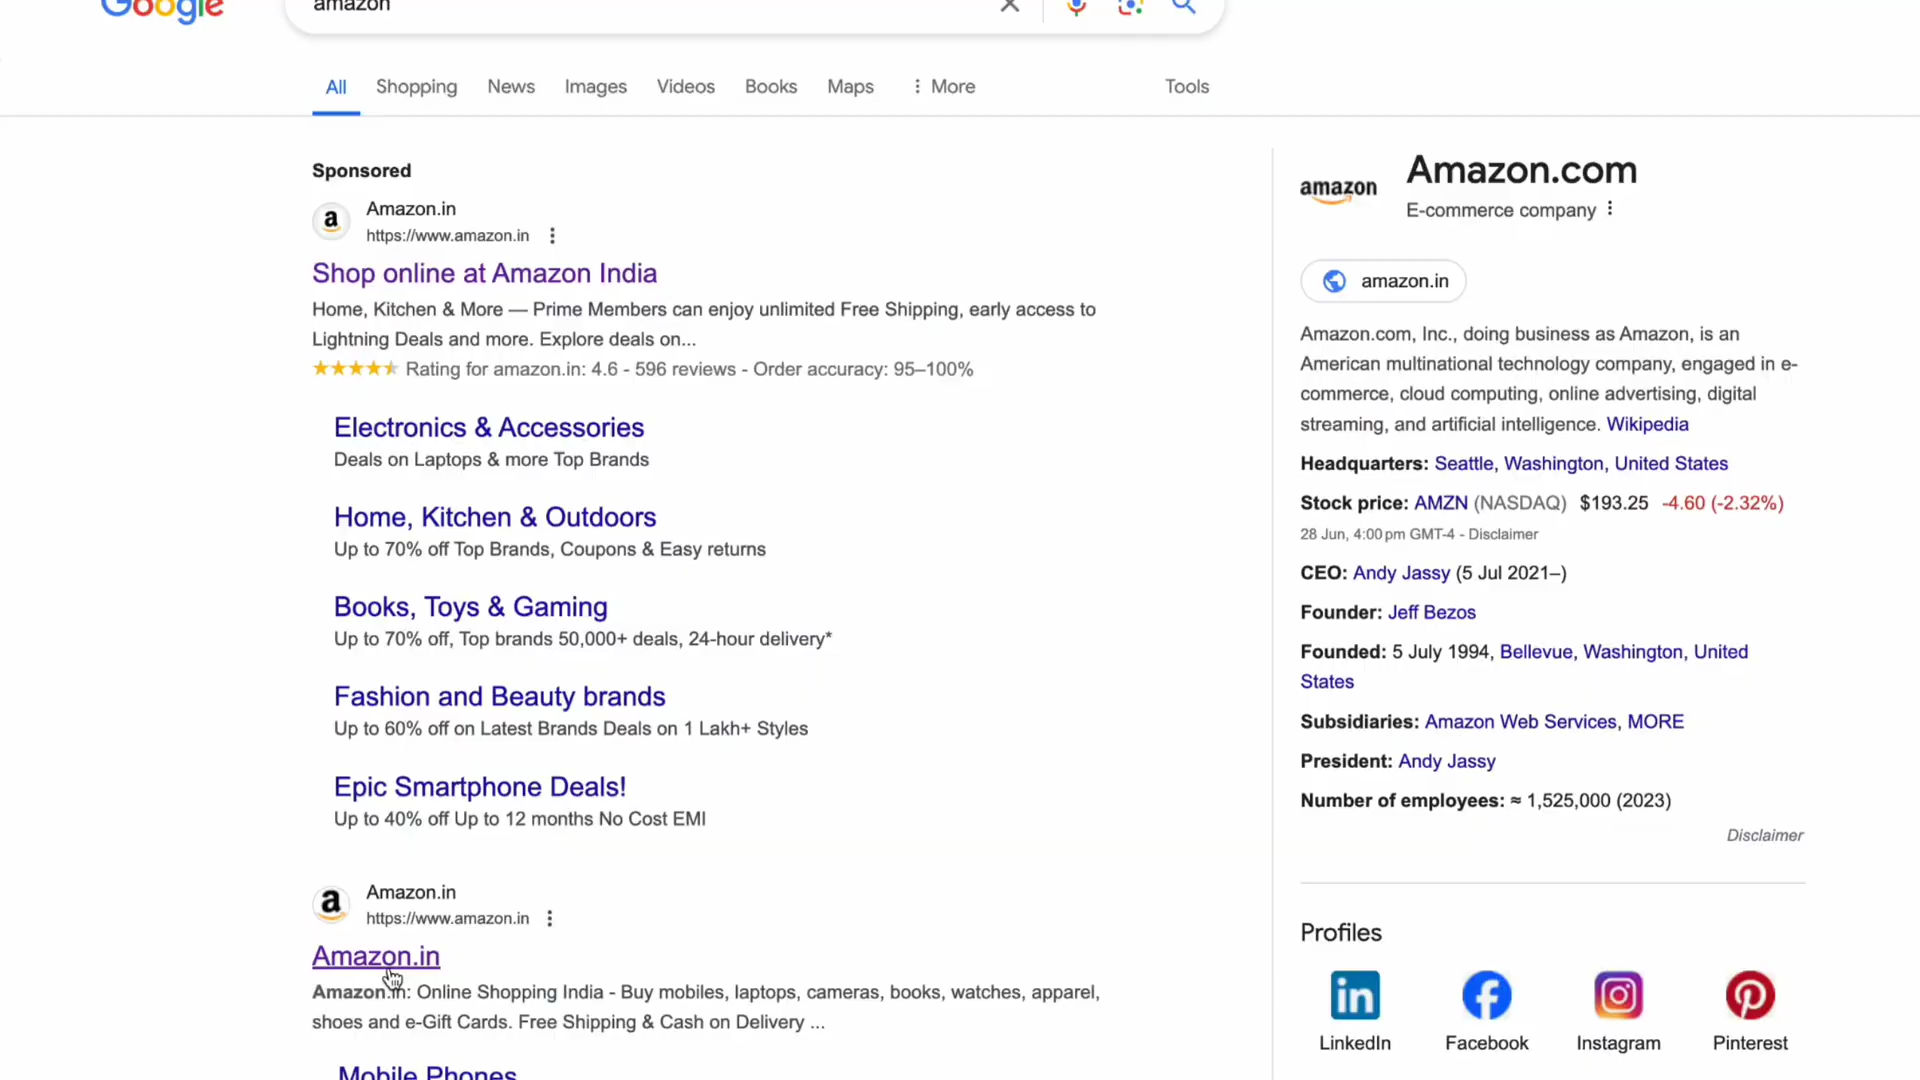 Google
amazon
All Shopping News Images Videos Books Maps More Tools
Sponsored
a
Amazon.in
https://www.amazon.in
Shop online at Amazon India
Home, Kitchen & More — Prime Members can enjoy unlimited Free Shipping, early access to
Lightning Deals and more. Explore deals on...
Rating for amazon.in: 4.6 - 596 reviews - Order accuracy: 95–100%
Electronics & Accessories
Deals on Laptops & more Top Brands
Home, Kitchen & Outdoors
Up to 70% off Top Brands, Coupons & Easy returns
Books, Toys & Gaming
Up to 70% off, Top brands 50,000+ deals, 24-hour delivery*
Fashion and Beauty brands
Up to 60% off on Latest Brands Deals on 1 Lakh+ Styles
Epic Smartphone Deals!
Up to 40% off Up to 12 months No Cost EMI
a
Amazon.in
https://www.amazon.in
Amazon.in
Amazon.in: Online Shopping India - Buy mobiles, laptops, cameras, books, watches, apparel,
shoes and e-Gift Cards. Free Shipping & Cash on Delivery ...
Mobile Phones
amazon
Amazon.com
E-commerce company
amazon.in
Amazon.com, Inc., doing business as Amazon, is an
American multinational technology company, engaged in e-
commerce, cloud computing, online advertising, digital
streaming, and artificial intelligence. Wikipedia
Headquarters: Seattle, Washington, United States
Stock price: AMZN (NASDAQ) $193.25 -4.60 (-2.32%)
28 Jun, 4:00 pm GMT-4 - Disclaimer
CEO: Andy Jassy (5 Jul 2021–)
Founder: Jeff Bezos
Founded: 5 July 1994, Bellevue, Washington, United
States
Subsidiaries: Amazon Web Services, MORE
President: Andy Jassy
Number of employees: ≈ 1,525,000 (2023)
Disclaimer
Profiles
in
LinkedIn Facebook Instagram Pinterest